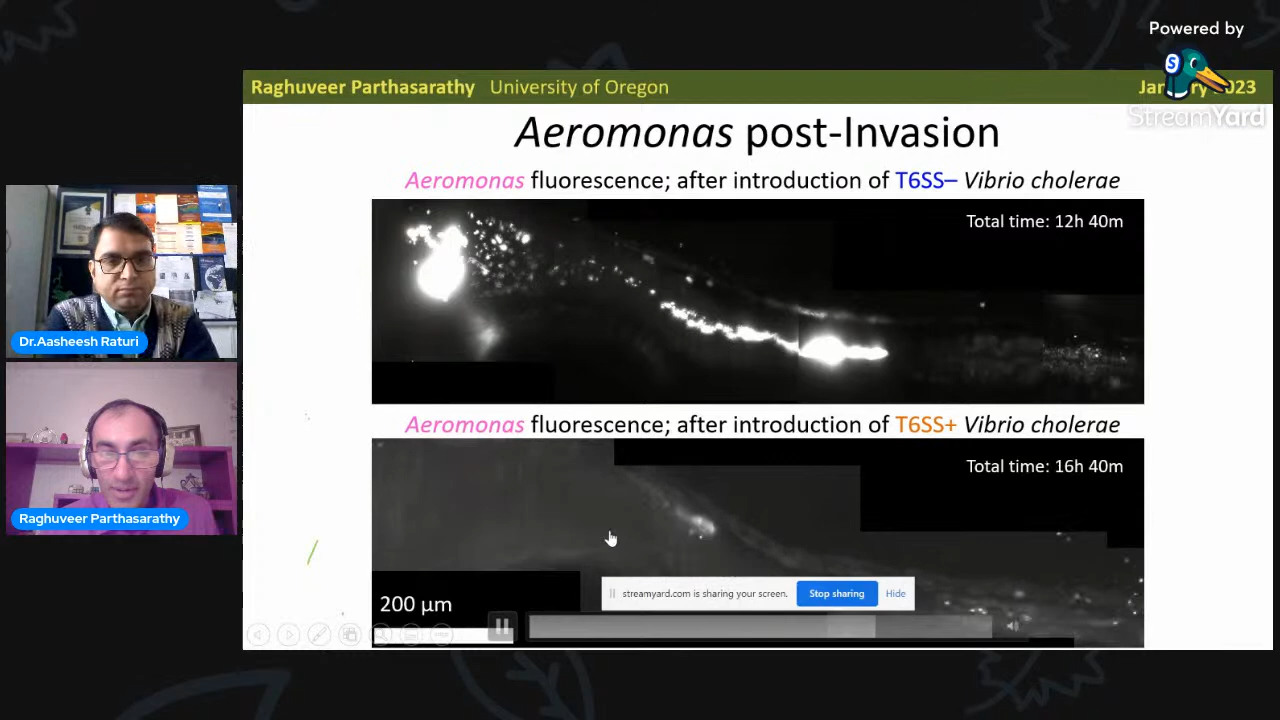 Powered by
S
StreamYard
Raghuveer Parthasarathy University of Oregon
Aeromonas post-Invasion
Aeromonas fluorescence; after introduction of T6SS– Vibrio cholerae
Total time: 12h 40m
Aeromonas fluorescence; after introduction of T6SS+ Vibrio cholerae
Total time: 16h 40m
200 µm
streamyard.com is sharing your screen. Stop sharing Hide
Dr.Aasheesh Raturi
Raghuveer Parthasarathy